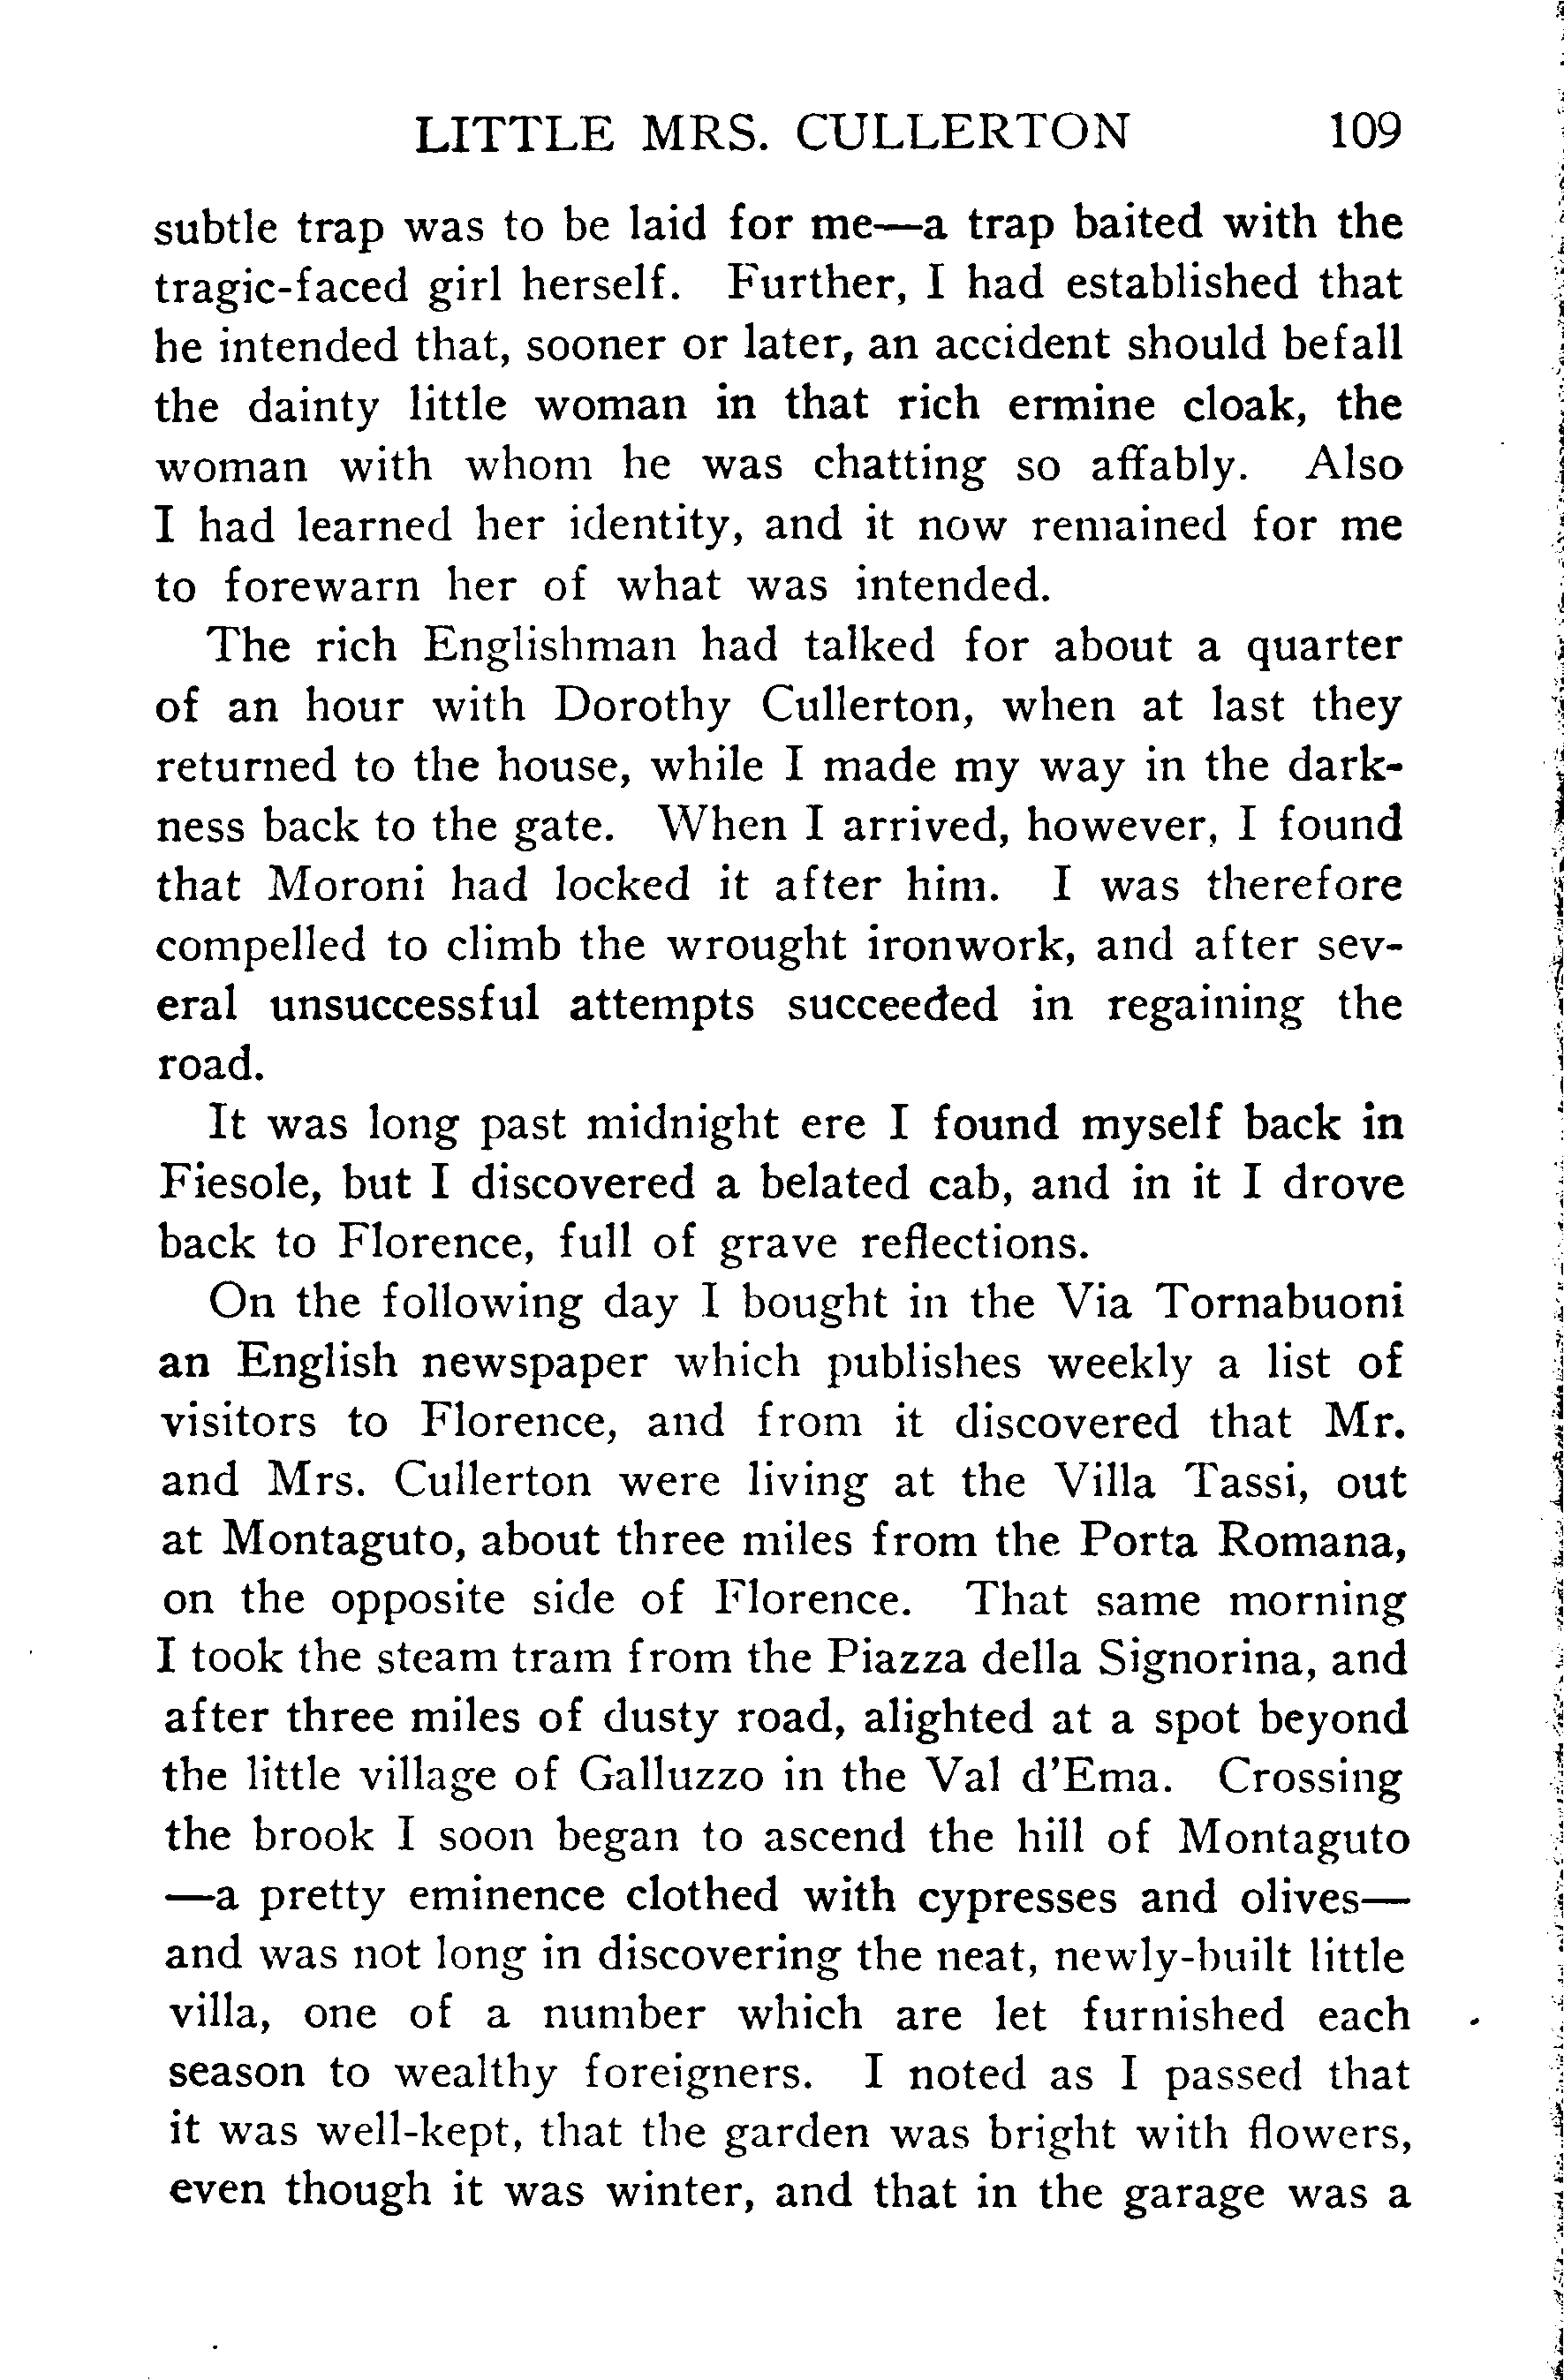 LITTLE MRS. CULLERTON 109
subtle trap was to be laid for me—a trap baited with the
tragic-faced girl herself. Further, I had established that
he intended that, sooner or later, an accident should befall
the dainty little woman in that rich ermine cloak, the
woman with whom he was chatting so affably. Also
I had learned her identity, and it now remained for me
to forewarn her of what was intended.
The rich Englishman had talked for about a quarter
of an hour with Dorothy Cullerton, when at last they
returned to the house, while I made my way in the dark-
ness back to the gate. When I arrived, however, I found
that Moroni had locked it after him. I was therefore
compelled to climb the wrought ironwork, and after sev-
eral unsuccessful attempts succeeded in regaining the
road.
It was long past midnight ere I found myself back in
Fiesole, but I discovered a belated cab, and in it I drove
back to Florence, full of grave reflections.
On the following day I bought in the Via Tornabuoni
an English newspaper which publishes weekly a list of
visitors to Florence, and from it discovered that Mr.
and Mrs. Cullerton were living at the Villa Tassi, out
at Montaguto, about three miles from the Porta Romana,
on the opposite side of Florence. That same morning
I took the steam tram from the Piazza della Signorina, and
after three miles of dusty road, alighted at a spot beyond
the little village of Galluzzo in the Val d'Ema. Crossing
the brook I soon began to ascend the hill of Montaguto
—a pretty eminence clothed with cypresses and olives—
and was not long in discovering the neat, newly-built little
villa, one of a number which are let furnished each
season to wealthy foreigners. I noted as I passed that
it was well-kept, that the garden was bright with flowers,
even though it was winter, and that in the garage was a